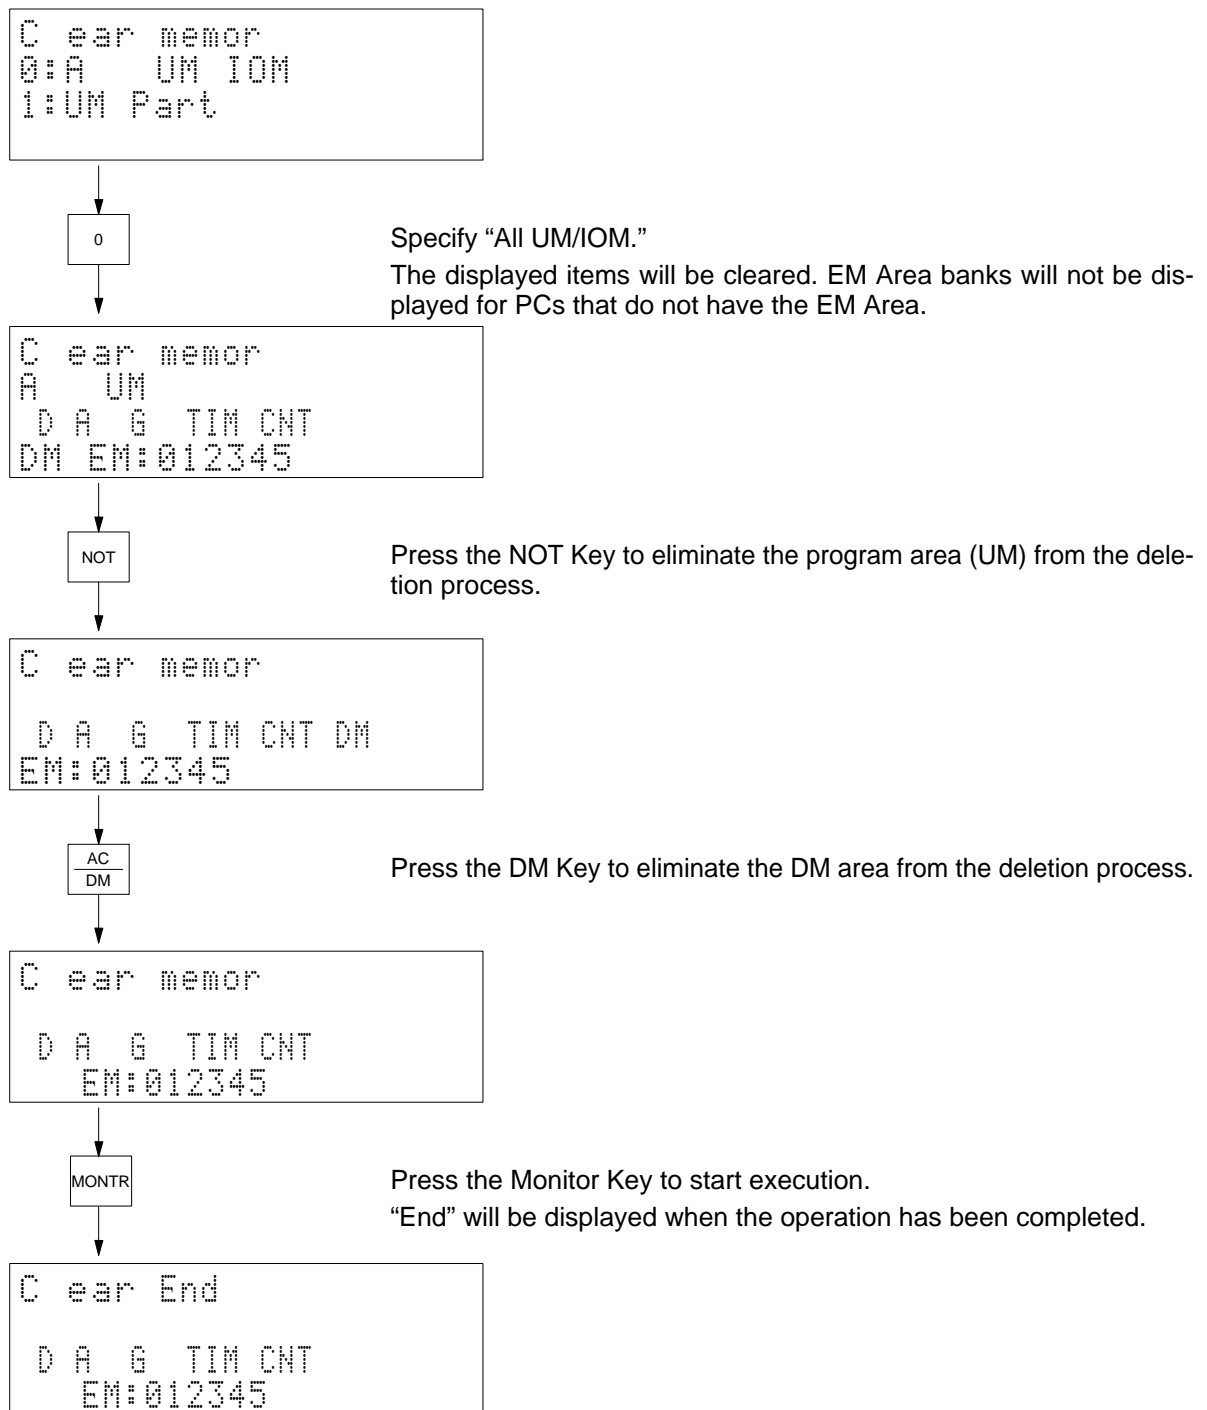 C ear memor
0:A UM IOM
1:UM Part
0
Specify “All UM/IOM.”
The displayed items will be cleared. EM Area banks will not be dis-
played for PCs that do not have the EM Area.
C ear memor
A UM
D A G TIM CNT
DM EM:012345
NOT
Press the NOT Key to eliminate the program area (UM) from the dele-
tion process.
C ear memor
D A G TIM CNT DM
EM:012345
AC
DM
Press the DM Key to eliminate the DM area from the deletion process.
C ear memor
D A G TIM CNT
EM:012345
MONTR
Press the Monitor Key to start execution.
“End” will be displayed when the operation has been completed.
C ear End
D A G TIM CNT
EM:012345